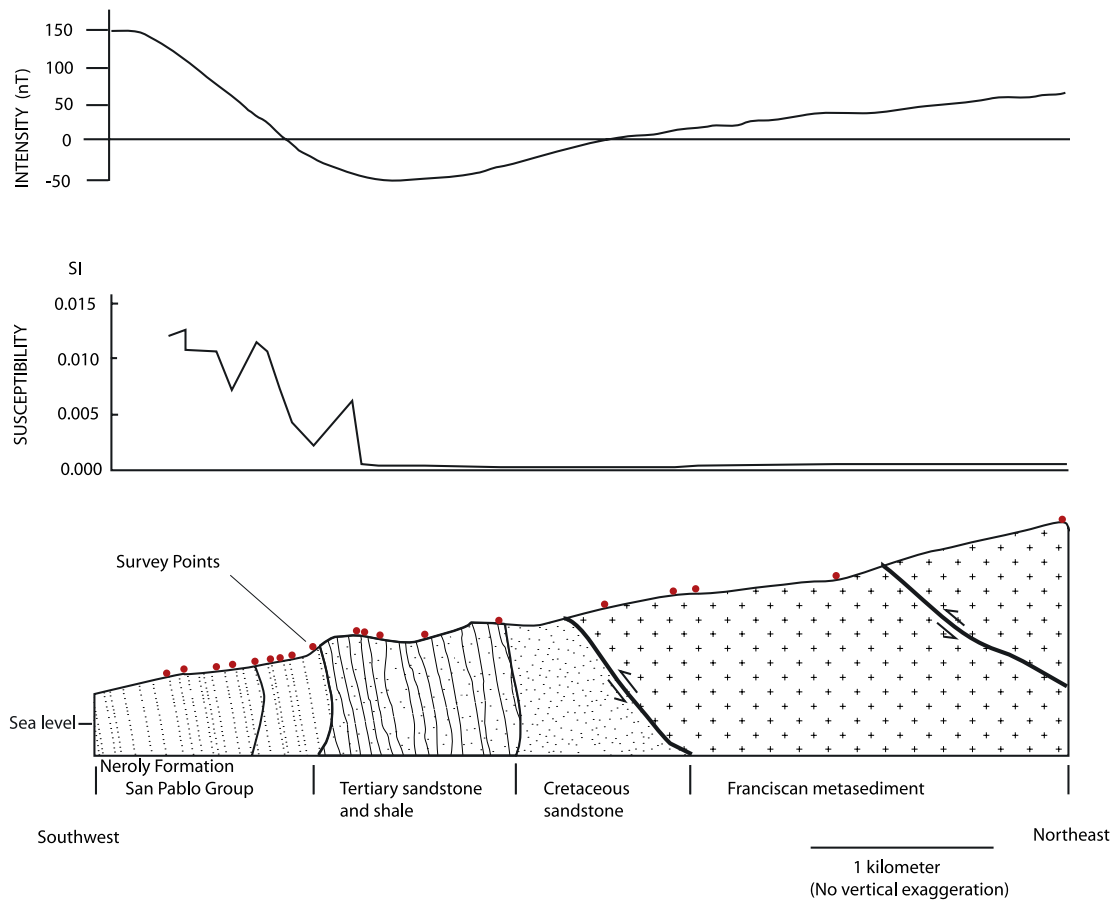 150
100
50
0
-50
INTENSITY (nT)
SI
0.015
0.010
0.005
0.000
SUSCEPTIBILITY
Survey Points
Sea level
Neroly Formation
San Pablo Group
Tertiary sandstone
and shale
Cretaceous
sandstone
Franciscan metasediment
Southwest
Northeast
1 kilometer
(No vertical exaggeration)